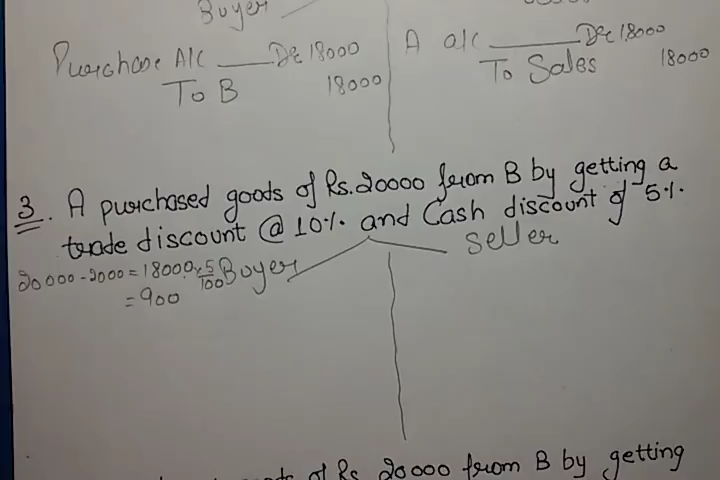 Buyer
Purchase A/C ____ Dr 18000
To B 18000
A a/c ____ Dr 18000
To Sales 18000
3. A purchased goods of Rs.20000 from B by getting a
trade discount @ 10% and Cash discount of 5%.
Buyer
Seller
20000-2000=18000×5/100
=900
of Rs 20000 from B by getting